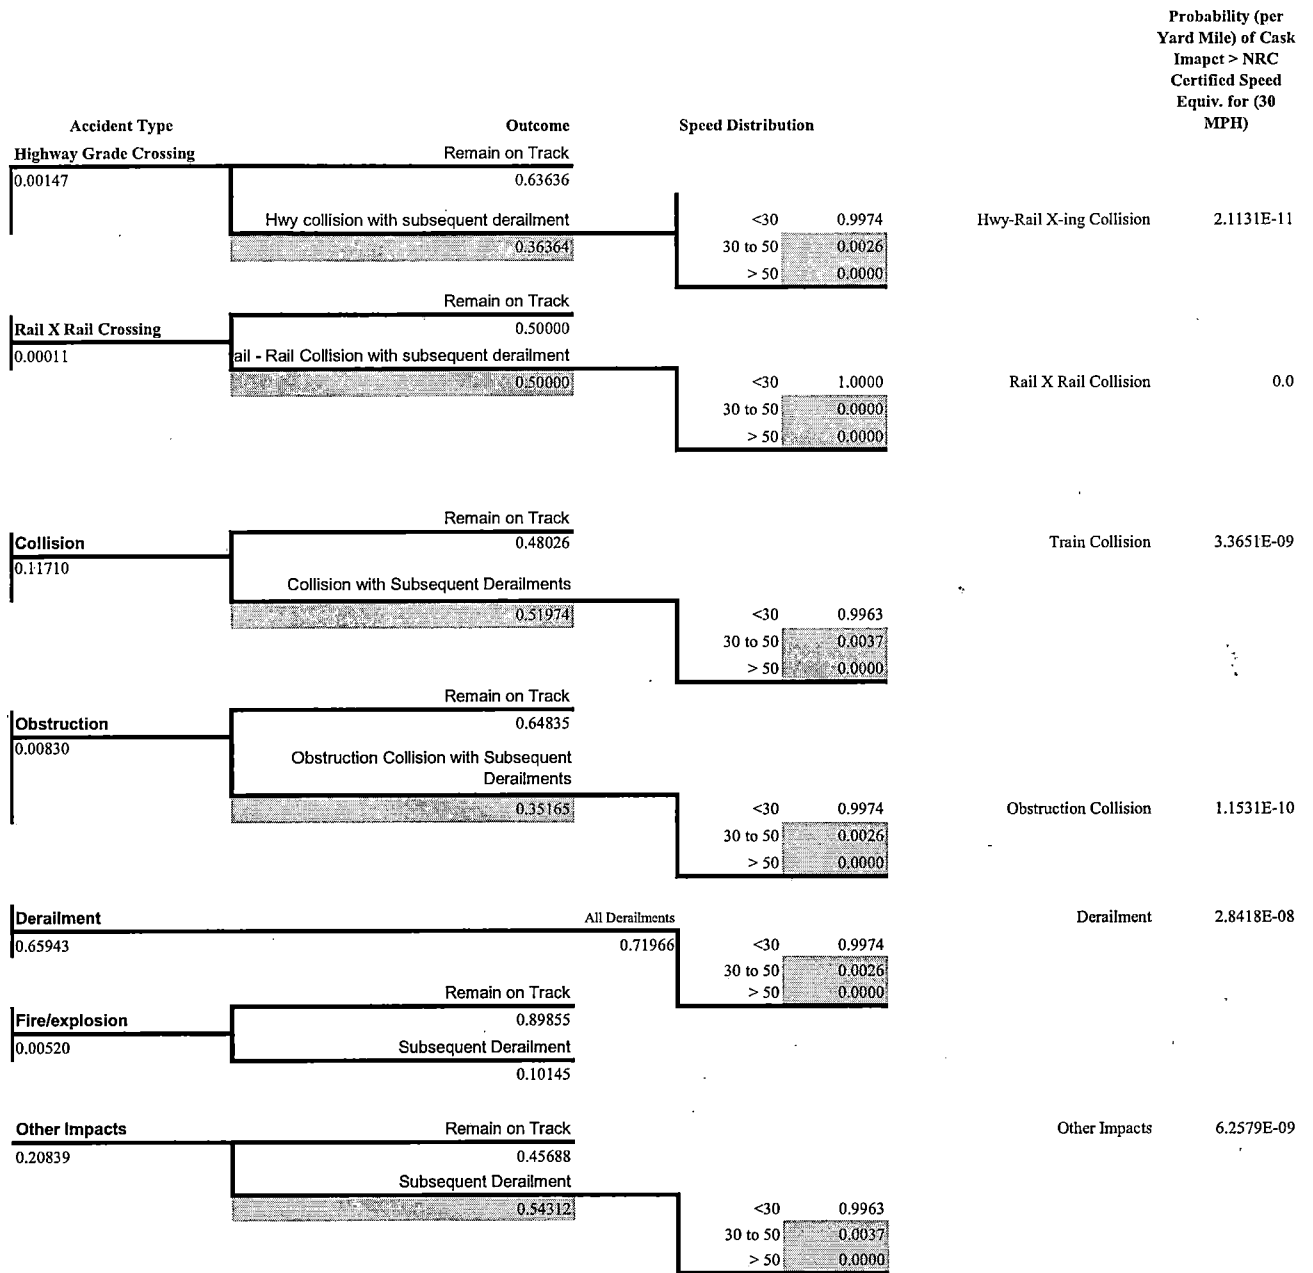 Probability (per
Yard Mile) of Cask
Imapct > NRC
Certified Speed
Equiv. for (30
MPH)
Accident Type Outcome Speed Distribution
Highway Grade Crossing Remain on Track
0.00147 0.63636
Hwy collision with subsequent derailment <30 0.9974 Hwy-Rail X-ing Collision 2.1131E-11
0.36364 30 to 50 0.0026
> 50 0.0000
Remain on Track
Rail X Rail Crossing 0.50000
0.00011 ail - Rail Collision with subsequent derailment
0.50000 <30 1.0000 Rail X Rail Collision 0.0
30 to 50 0.0000
> 50 0.0000
Remain on Track
Collision 0.48026 Train Collision 3.3651E-09
0.11710
Collision with Subsequent Derailments
0.51974 <30 0.9963
30 to 50 0.0037
> 50 0.0000
Remain on Track
Obstruction 0.64835
0.00830
Obstruction Collision with Subsequent
Derailments
0.35165 <30 0.9974 Obstruction Collision 1.1531E-10
30 to 50 0.0026
> 50 0.0000
Derailment All Derailments Derailment 2.8418E-08
0.65943 0.71966 <30 0.9974
30 to 50 0.0026
> 50 0.0000
Remain on Track
Fire/explosion 0.89855
0.00520 Subsequent Derailment
0.10145
Other Impacts Remain on Track Other Impacts 6.2579E-09
0.20839 0.45688
Subsequent Derailment
0.54312 <30 0.9963
30 to 50 0.0037
> 50 0.0000